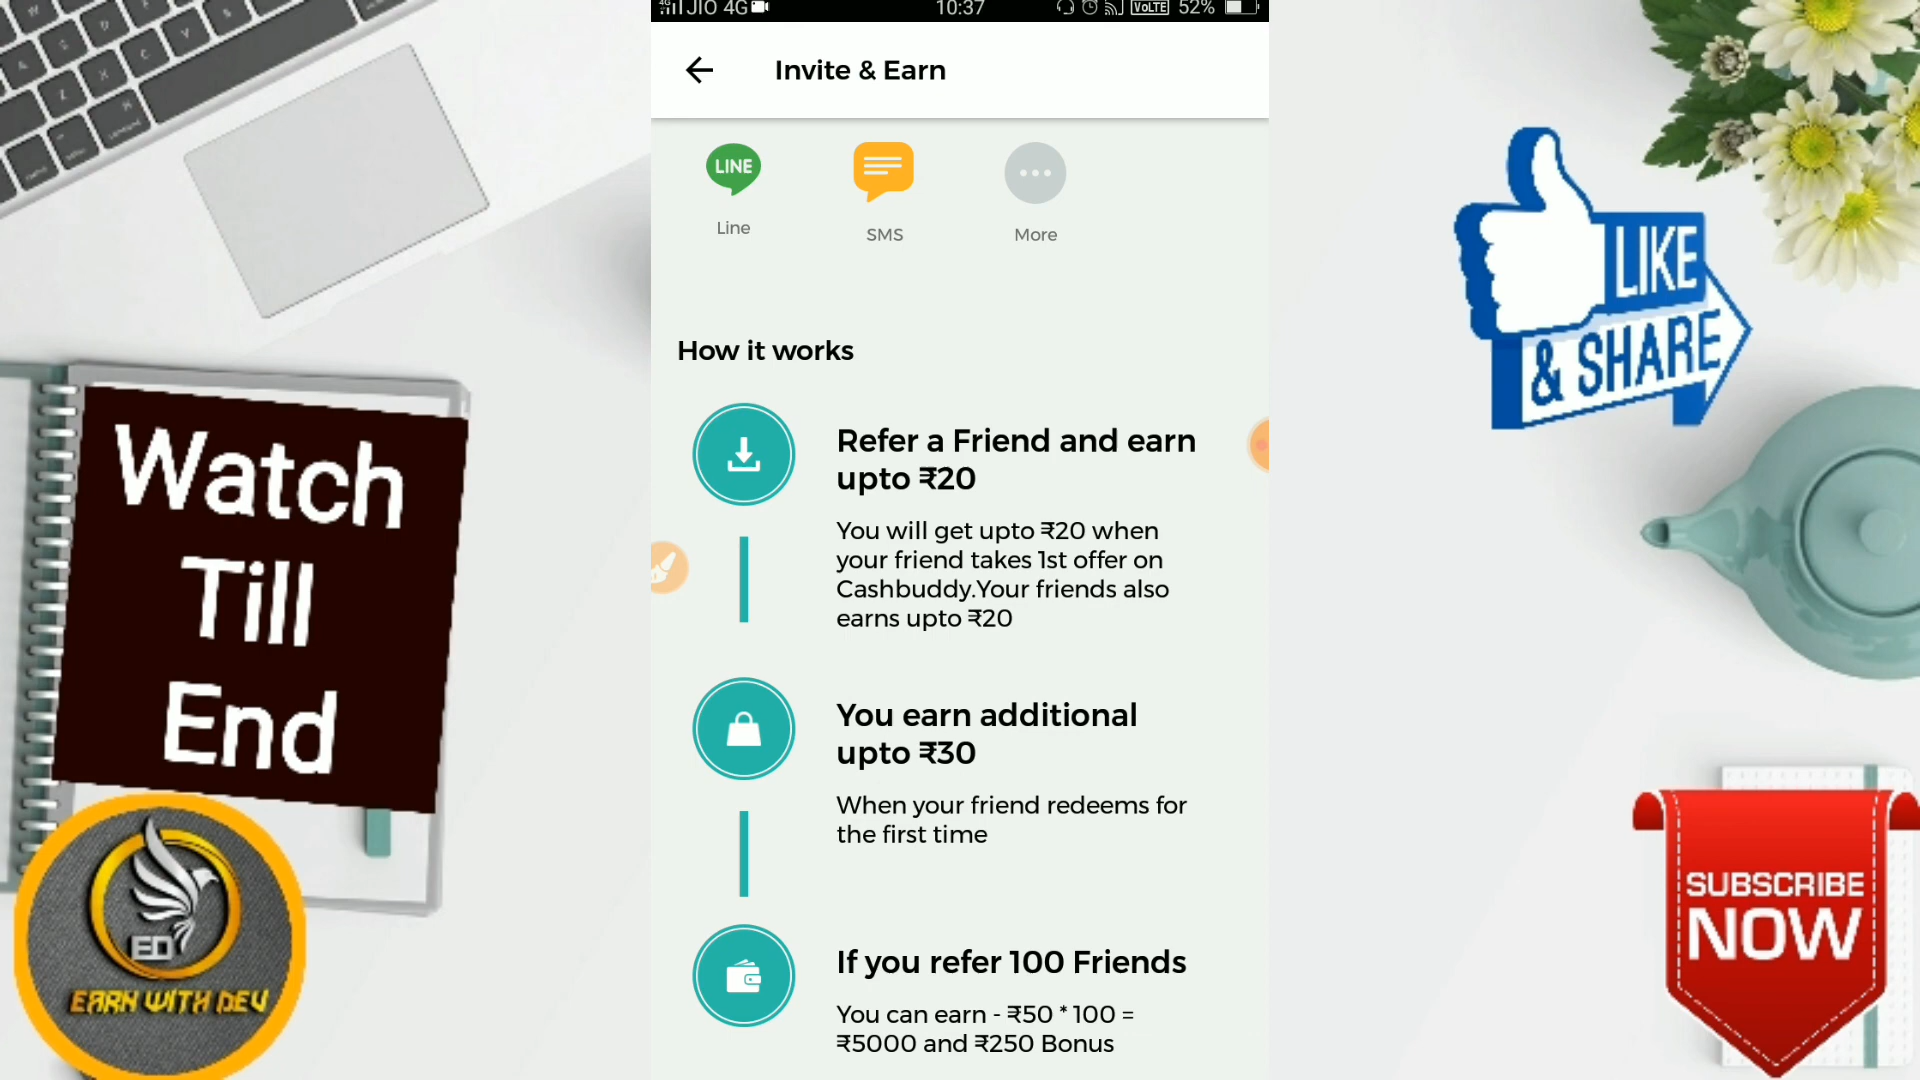 JIO 4G
10:37
VoLTE 52%
Invite & Earn
LINE
Line
SMS
More
How it works
Refer a Friend and earn
upto ₹20
You will get upto ₹20 when
your friend takes 1st offer on
Cashbuddy.Your friends also
earns upto ₹20
You earn additional
upto ₹30
When your friend redeems for
the first time
If you refer 100 Friends
You can earn - ₹50 * 100 =
₹5000 and ₹250 Bonus
Watch
Till
End
ED
EARN WITH DEV
LIKE
& SHARE
SUBSCRIBE
NOW